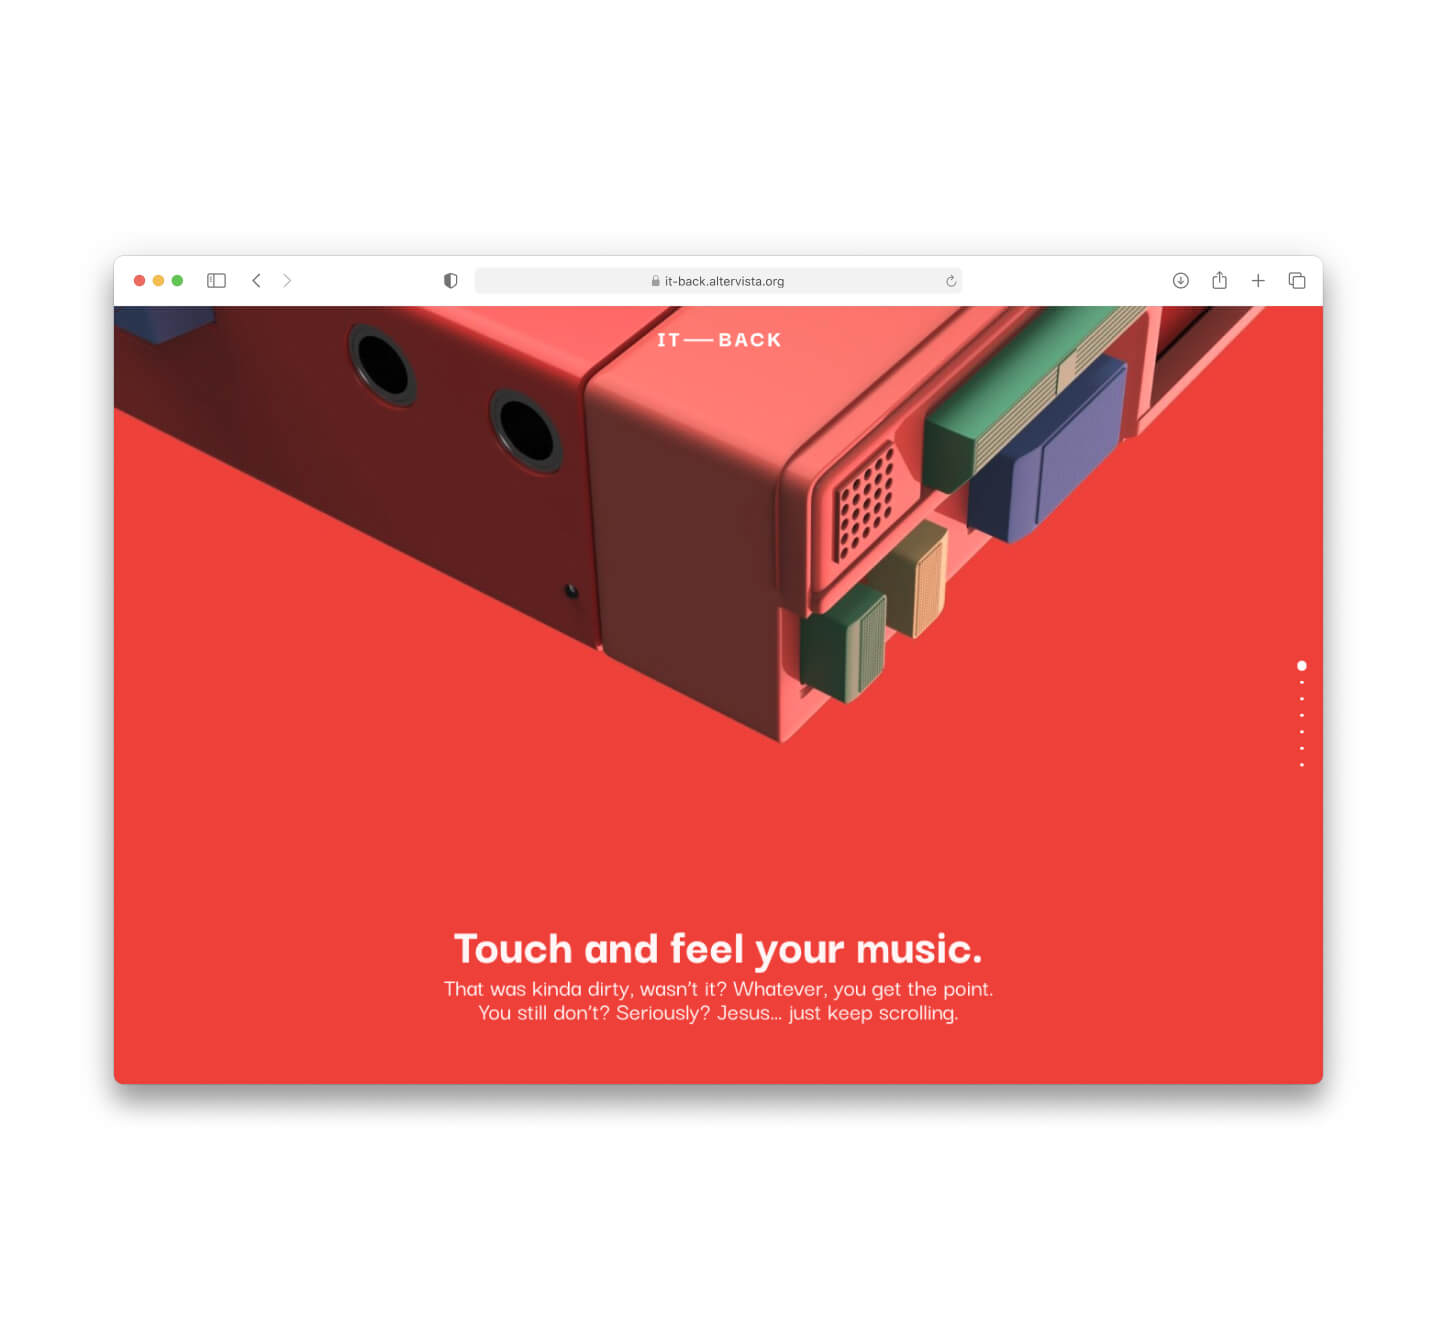 it-back.altervista.org
IT—BACK
Touch and feel your music.
That was kinda dirty, wasn’t it? Whatever, you get the point.
You still don’t? Seriously? Jesus... just keep scrolling.